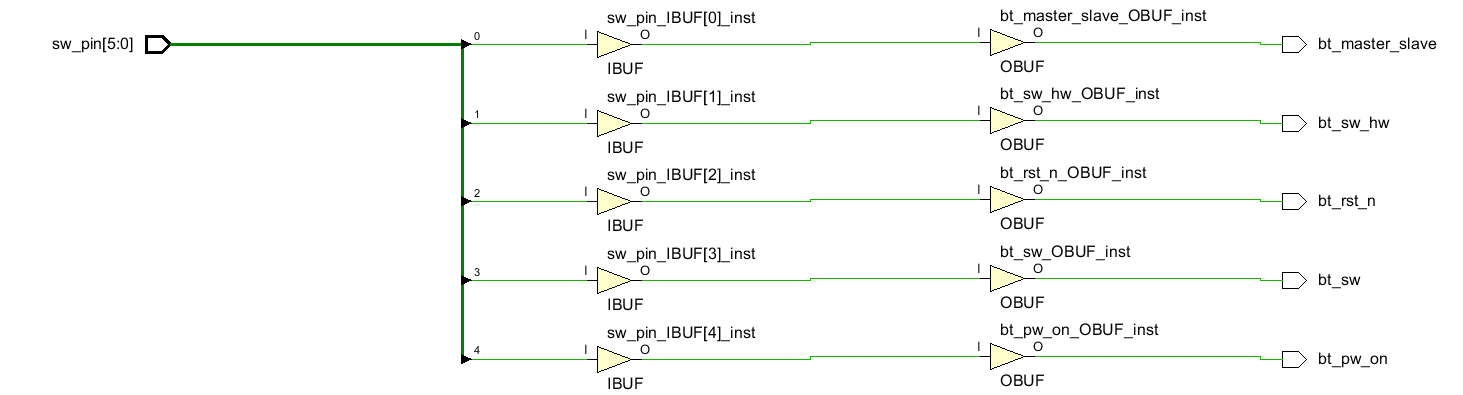 sw_pin_IBUF[0]_inst bt_master_slave_OBUF_inst
sw_pin[5:0] 0 I O I O bt_master_slave
IBUF OBUF
sw_pin_IBUF[1]_inst bt_sw_hw_OBUF_inst
1 I O I O bt_sw_hw
IBUF OBUF
sw_pin_IBUF[2]_inst bt_rst_n_OBUF_inst
2 I O I O bt_rst_n
IBUF OBUF
sw_pin_IBUF[3]_inst bt_sw_OBUF_inst
3 I O I O bt_sw
IBUF OBUF
sw_pin_IBUF[4]_inst bt_pw_on_OBUF_inst
4 I O I O bt_pw_on
IBUF OBUF